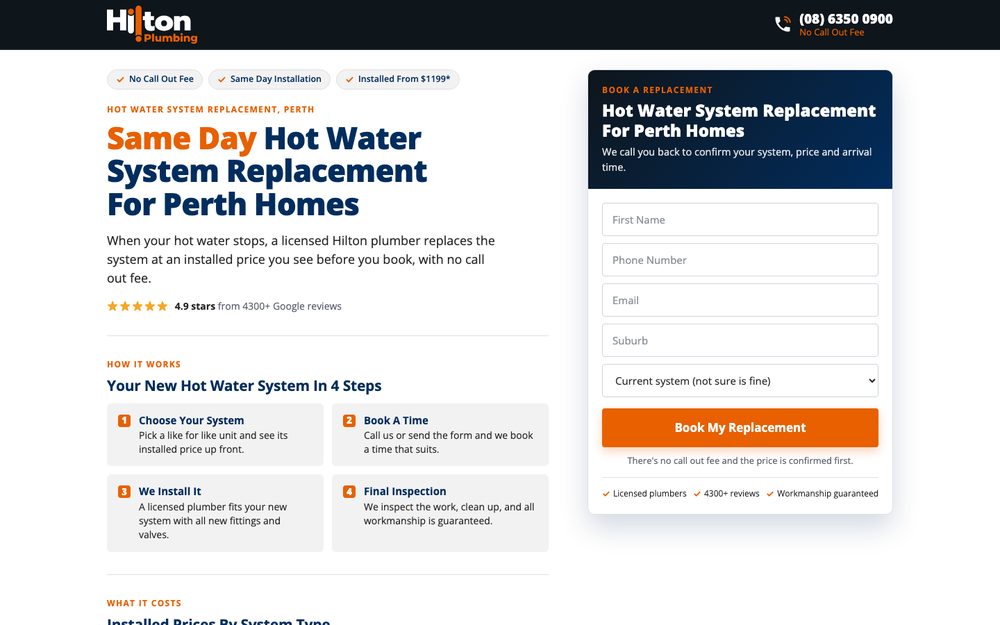 Hilton
Plumbing
(08) 6350 0900
No Call Out Fee
No Call Out Fee
Same Day Installation
Installed From $1199*
HOT WATER SYSTEM REPLACEMENT, PERTH
Same Day Hot Water
System Replacement
For Perth Homes
When your hot water stops, a licensed Hilton plumber replaces the
system at an installed price you see before you book, with no call
out fee.
4.9 stars from 4300+ Google reviews
HOW IT WORKS
Your New Hot Water System In 4 Steps
1 Choose Your System
Pick a like for like unit and see its
installed price up front.
2 Book A Time
Call us or send the form and we book
a time that suits.
3 We Install It
A licensed plumber fits your new
system with all new fittings and
valves.
4 Final Inspection
We inspect the work, clean up, and all
workmanship is guaranteed.
WHAT IT COSTS
Installed Prices By System Type
BOOK A REPLACEMENT
Hot Water System Replacement
For Perth Homes
We call you back to confirm your system, price and arrival
time.
First Name
Phone Number
Email
Suburb
Current system (not sure is fine)
Book My Replacement
There's no call out fee and the price is confirmed first.
Licensed plumbers
4300+ reviews
Workmanship guaranteed